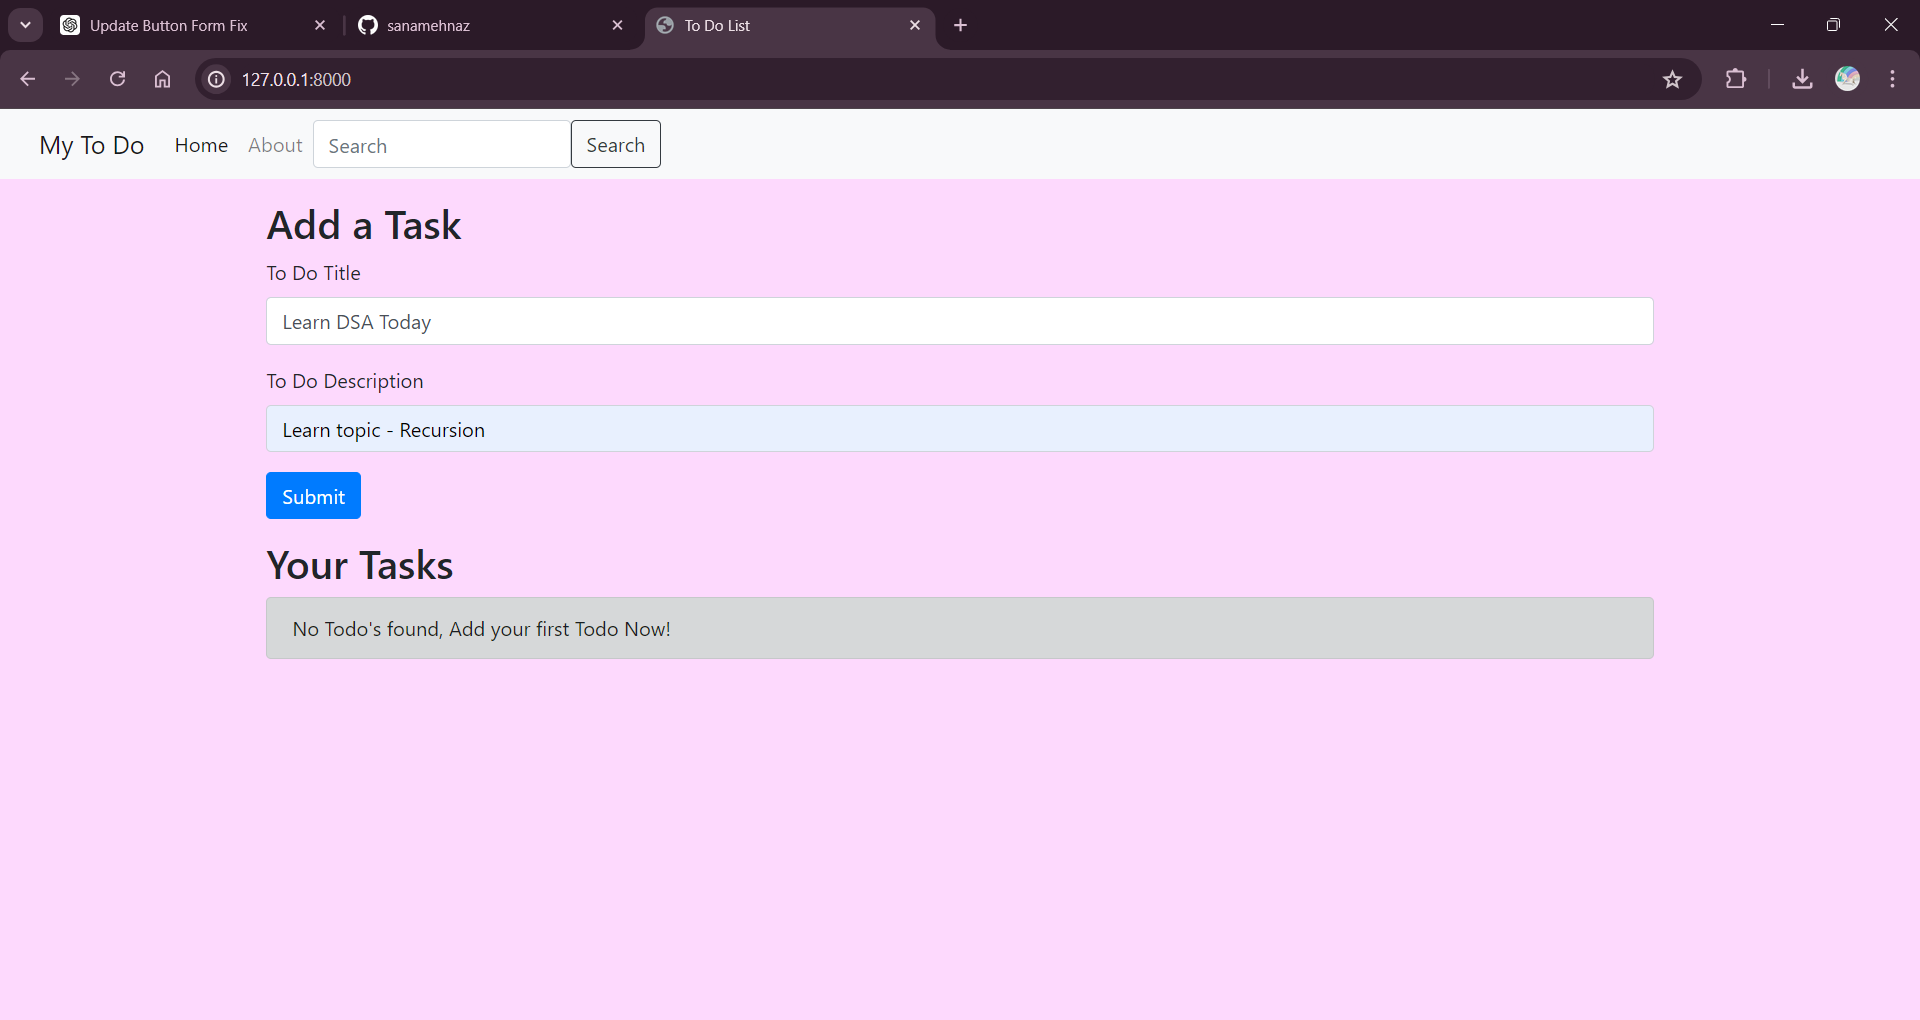 Update Button Form Fix
sanamehnaz
To Do List
127.0.0.1:8000
My To Do
Home
About
Search
Search
Add a Task
To Do Title
Learn DSA Today
To Do Description
Learn topic - Recursion
Submit
Your Tasks
No Todo's found, Add your first Todo Now!